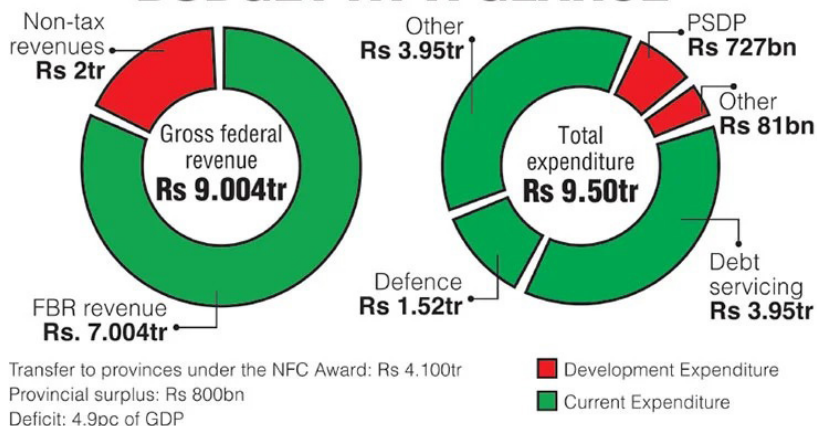 Non-tax
revenues
Rs 2tr
Gross federal
revenue
Rs 9.004tr
FBR revenue
Rs. 7.004tr
Other
Rs 3.95tr
PSDP
Rs 727bn
Other
Rs 81bn
Total
expenditure
Rs 9.50tr
Defence
Rs 1.52tr
Debt
servicing
Rs 3.95tr
Transfer to provinces under the NFC Award: Rs 4.100tr
Provincial surplus: Rs 800bn
Deficit: 4.9pc of GDP
Development Expenditure
Current Expenditure